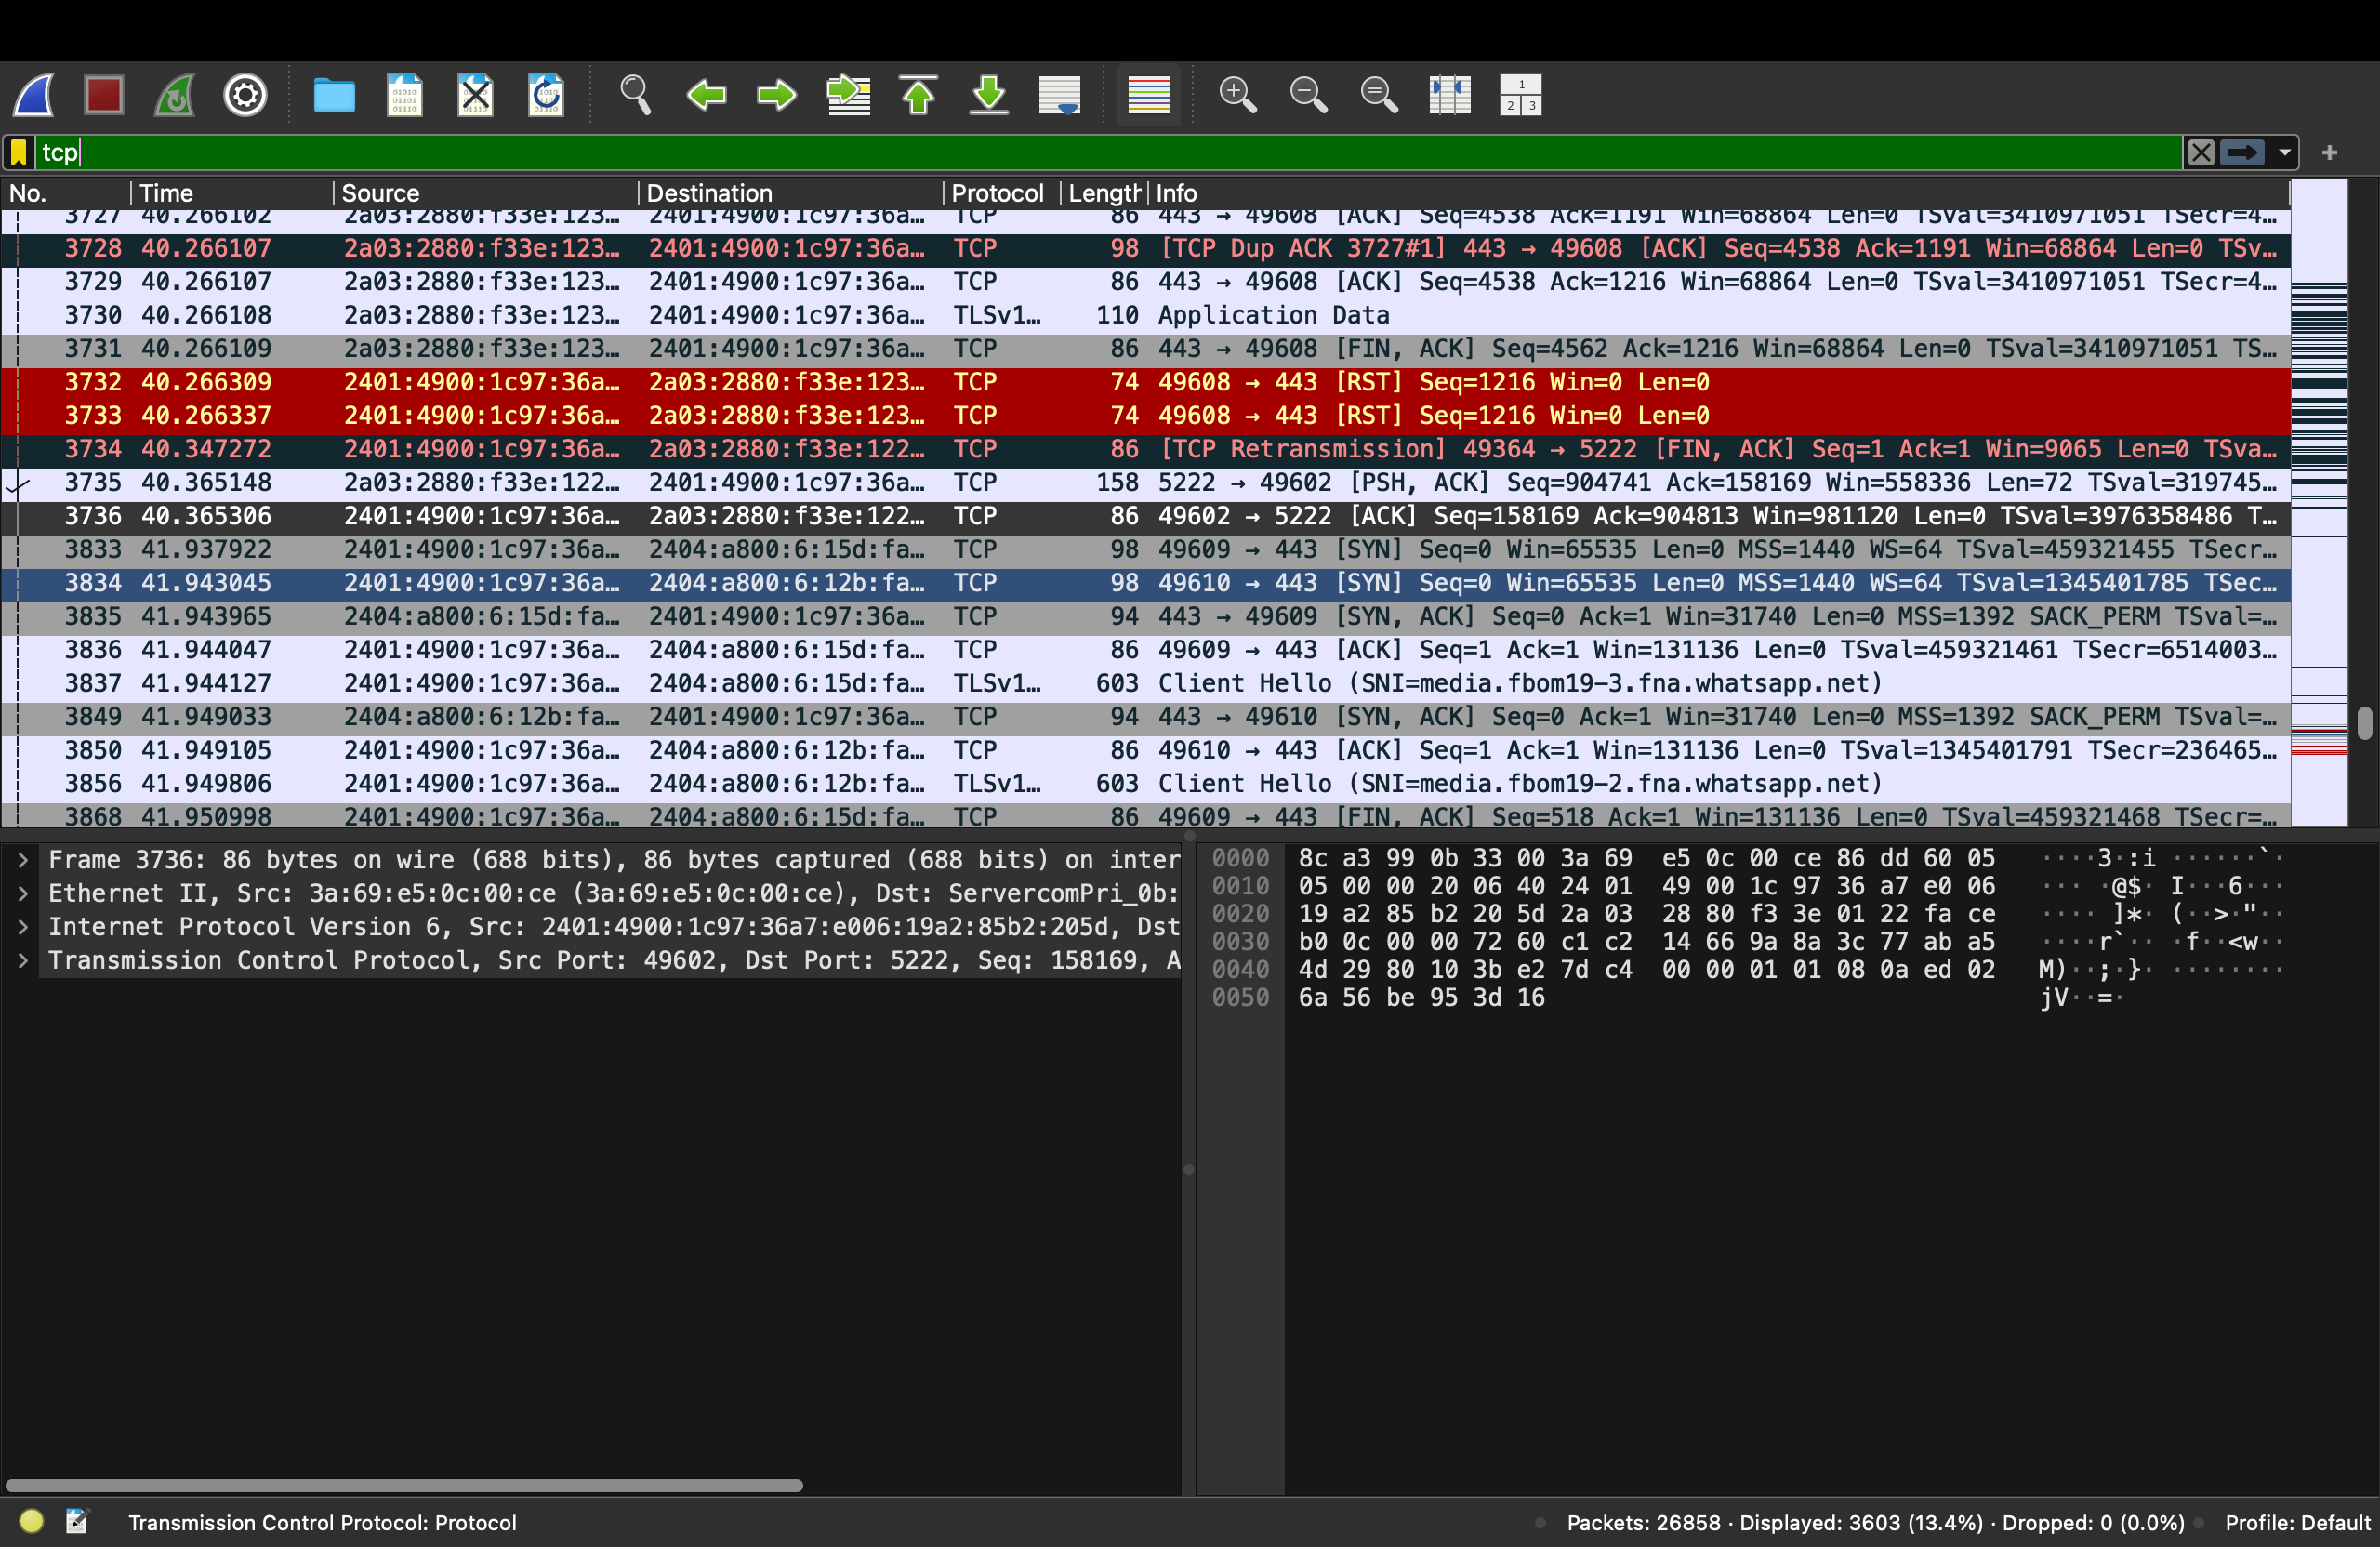 1
2 3
tcp
No. Time Source Destination Protocol Length Info
3727 40.266102 2a03:2880:f33e:123… 2401:4900:1c97:36a… TCP 86 443 → 49608 [ACK] Seq=4538 Ack=1191 Win=68864 Len=0 TSval=3410971051 TSecr=4…
3728 40.266107 2a03:2880:f33e:123… 2401:4900:1c97:36a… TCP 98 [TCP Dup ACK 3727#1] 443 → 49608 [ACK] Seq=4538 Ack=1191 Win=68864 Len=0 TSv…
3729 40.266107 2a03:2880:f33e:123… 2401:4900:1c97:36a… TCP 86 443 → 49608 [ACK] Seq=4538 Ack=1216 Win=68864 Len=0 TSval=3410971051 TSecr=4…
3730 40.266108 2a03:2880:f33e:123… 2401:4900:1c97:36a… TLSv1… 110 Application Data
3731 40.266109 2a03:2880:f33e:123… 2401:4900:1c97:36a… TCP 86 443 → 49608 [FIN, ACK] Seq=4562 Ack=1216 Win=68864 Len=0 TSval=3410971051 TS…
3732 40.266309 2401:4900:1c97:36a… 2a03:2880:f33e:123… TCP 74 49608 → 443 [RST] Seq=1216 Win=0 Len=0
3733 40.266337 2401:4900:1c97:36a… 2a03:2880:f33e:123… TCP 74 49608 → 443 [RST] Seq=1216 Win=0 Len=0
3734 40.347272 2401:4900:1c97:36a… 2a03:2880:f33e:122… TCP 86 [TCP Retransmission] 49364 → 5222 [FIN, ACK] Seq=1 Ack=1 Win=9065 Len=0 TSva…
3735 40.365148 2a03:2880:f33e:122… 2401:4900:1c97:36a… TCP 158 5222 → 49602 [PSH, ACK] Seq=904741 Ack=158169 Win=558336 Len=72 TSval=319745…
3736 40.365306 2401:4900:1c97:36a… 2a03:2880:f33e:122… TCP 86 49602 → 5222 [ACK] Seq=158169 Ack=904813 Win=981120 Len=0 TSval=3976358486 T…
3833 41.937922 2401:4900:1c97:36a… 2404:a800:6:15d:fa… TCP 98 49609 → 443 [SYN] Seq=0 Win=65535 Len=0 MSS=1440 WS=64 TSval=459321455 TSecr…
3834 41.943045 2401:4900:1c97:36a… 2404:a800:6:12b:fa… TCP 98 49610 → 443 [SYN] Seq=0 Win=65535 Len=0 MSS=1440 WS=64 TSval=1345401785 TSec…
3835 41.943965 2404:a800:6:15d:fa… 2401:4900:1c97:36a… TCP 94 443 → 49609 [SYN, ACK] Seq=0 Ack=1 Win=31740 Len=0 MSS=1392 SACK_PERM TSval=…
3836 41.944047 2401:4900:1c97:36a… 2404:a800:6:15d:fa… TCP 86 49609 → 443 [ACK] Seq=1 Ack=1 Win=131136 Len=0 TSval=459321461 TSecr=6514003…
3837 41.944127 2401:4900:1c97:36a… 2404:a800:6:15d:fa… TLSv1… 603 Client Hello (SNI=media.fbom19-3.fna.whatsapp.net)
3849 41.949033 2404:a800:6:12b:fa… 2401:4900:1c97:36a… TCP 94 443 → 49610 [SYN, ACK] Seq=0 Ack=1 Win=31740 Len=0 MSS=1392 SACK_PERM TSval=…
3850 41.949105 2401:4900:1c97:36a… 2404:a800:6:12b:fa… TCP 86 49610 → 443 [ACK] Seq=1 Ack=1 Win=131136 Len=0 TSval=1345401791 TSecr=236465…
3856 41.949806 2401:4900:1c97:36a… 2404:a800:6:12b:fa… TLSv1… 603 Client Hello (SNI=media.fbom19-2.fna.whatsapp.net)
3868 41.950998 2401:4900:1c97:36a… 2404:a800:6:15d:fa… TCP 86 49609 → 443 [FIN, ACK] Seq=518 Ack=1 Win=131136 Len=0 TSval=459321468 TSecr=…
Frame 3736: 86 bytes on wire (688 bits), 86 bytes captured (688 bits) on inter
Ethernet II, Src: 3a:69:e5:0c:00:ce (3a:69:e5:0c:00:ce), Dst: ServercomPri_0b:
Internet Protocol Version 6, Src: 2401:4900:1c97:36a7:e006:19a2:85b2:205d, Dst
Transmission Control Protocol, Src Port: 49602, Dst Port: 5222, Seq: 158169, A
0000 8c a3 99 0b 33 00 3a 69 e5 0c 00 ce 86 dd 60 05 ····3·:i ······`·
0010 05 00 00 20 06 40 24 01 49 00 1c 97 36 a7 e0 06 ··· ·@$· I···6···
0020 19 a2 85 b2 20 5d 2a 03 28 80 f3 3e 01 22 fa ce ···· ]*· (··>·"··
0030 b0 0c 00 00 72 60 c1 c2 14 66 9a 8a 3c 77 ab a5 ····r`·· ·f··<w··
0040 4d 29 80 10 3b e2 7d c4 00 00 01 01 08 0a ed 02 M)··;·}· ········
0050 6a 56 be 95 3d 16 jV··=·
Transmission Control Protocol: Protocol
Packets: 26858 · Displayed: 3603 (13.4%) · Dropped: 0 (0.0%)
Profile: Default